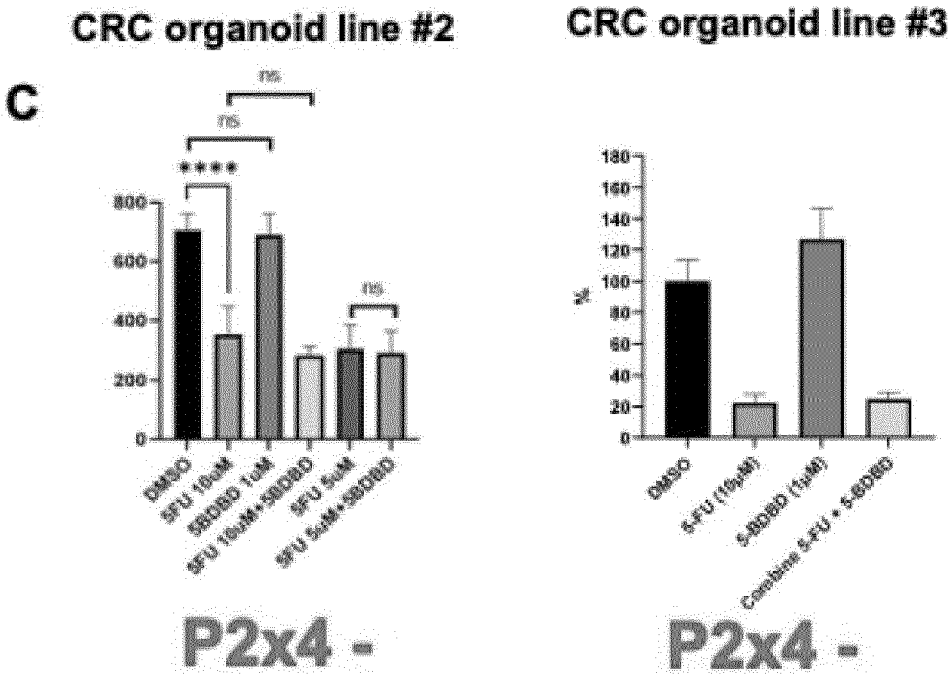 CRC organoid line #2
CRC organoid line #3
C
ns
ns
****
ns
800
600
400
200
0
DMSO
5FU 10uM
5BDBD 1uM
5FU 10uM+5BDBD
5FU 5uM
5FU 5uM+5BDBD
P2x4 -
%
180
160
140
120
100
80
60
40
20
0
DMSO
5-FU (10µM)
5-BDBD (1µM)
Combine 5-FU + 5-BDBD
P2x4 -